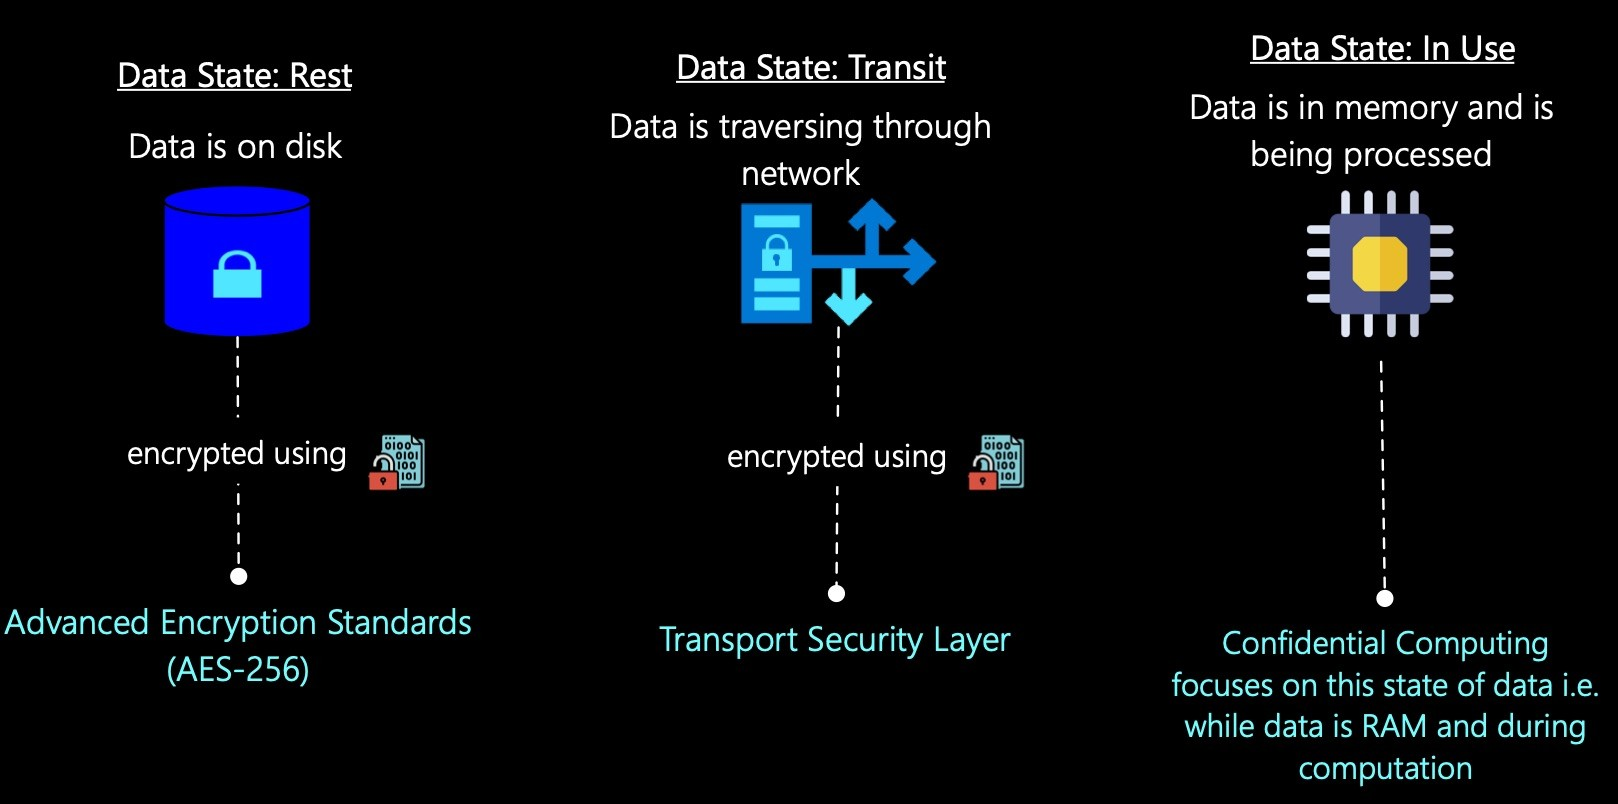 Data State: Rest
Data is on disk
encrypted using
Advanced Encryption Standards
(AES-256)
Data State: Transit
Data is traversing through
network
encrypted using
Transport Security Layer
Data State: In Use
Data is in memory and is
being processed
Confidential Computing
focuses on this state of data i.e.
while data is RAM and during
computation